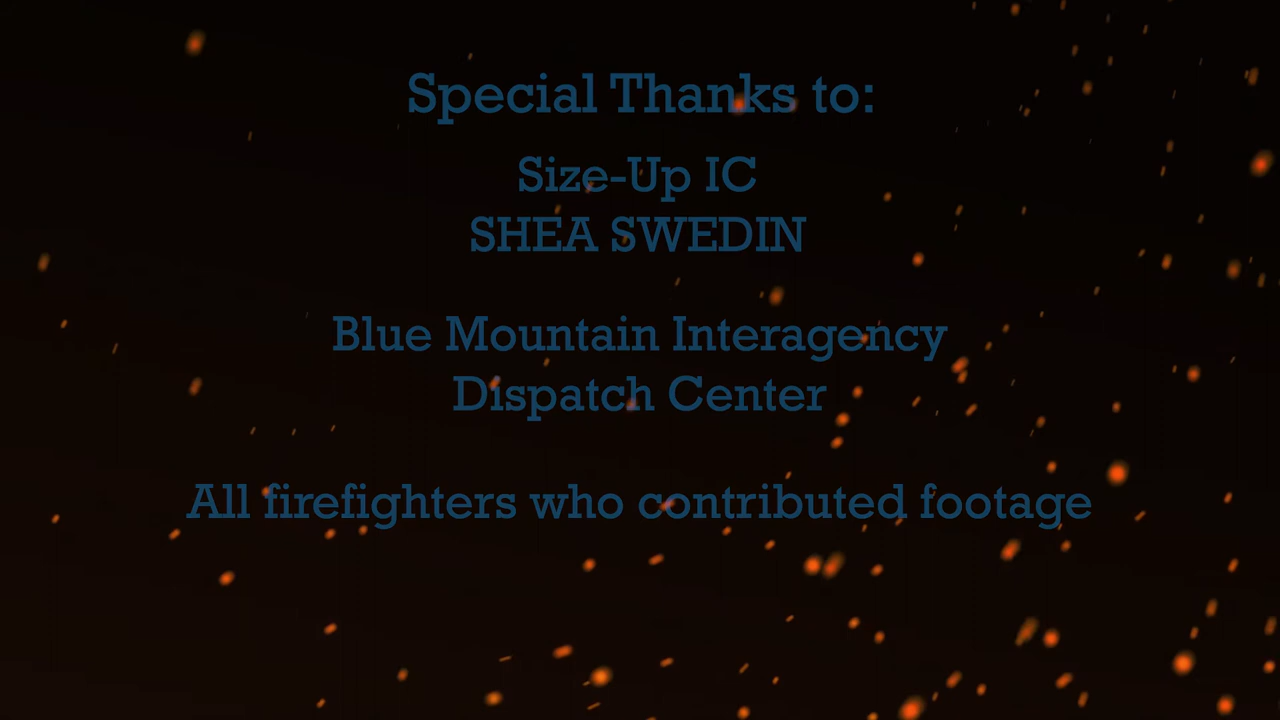 Special Thanks to:
Size-Up IC
SHEA SWEDIN
Blue Mountain Interagency
Dispatch Center
All firefighters who contributed footage